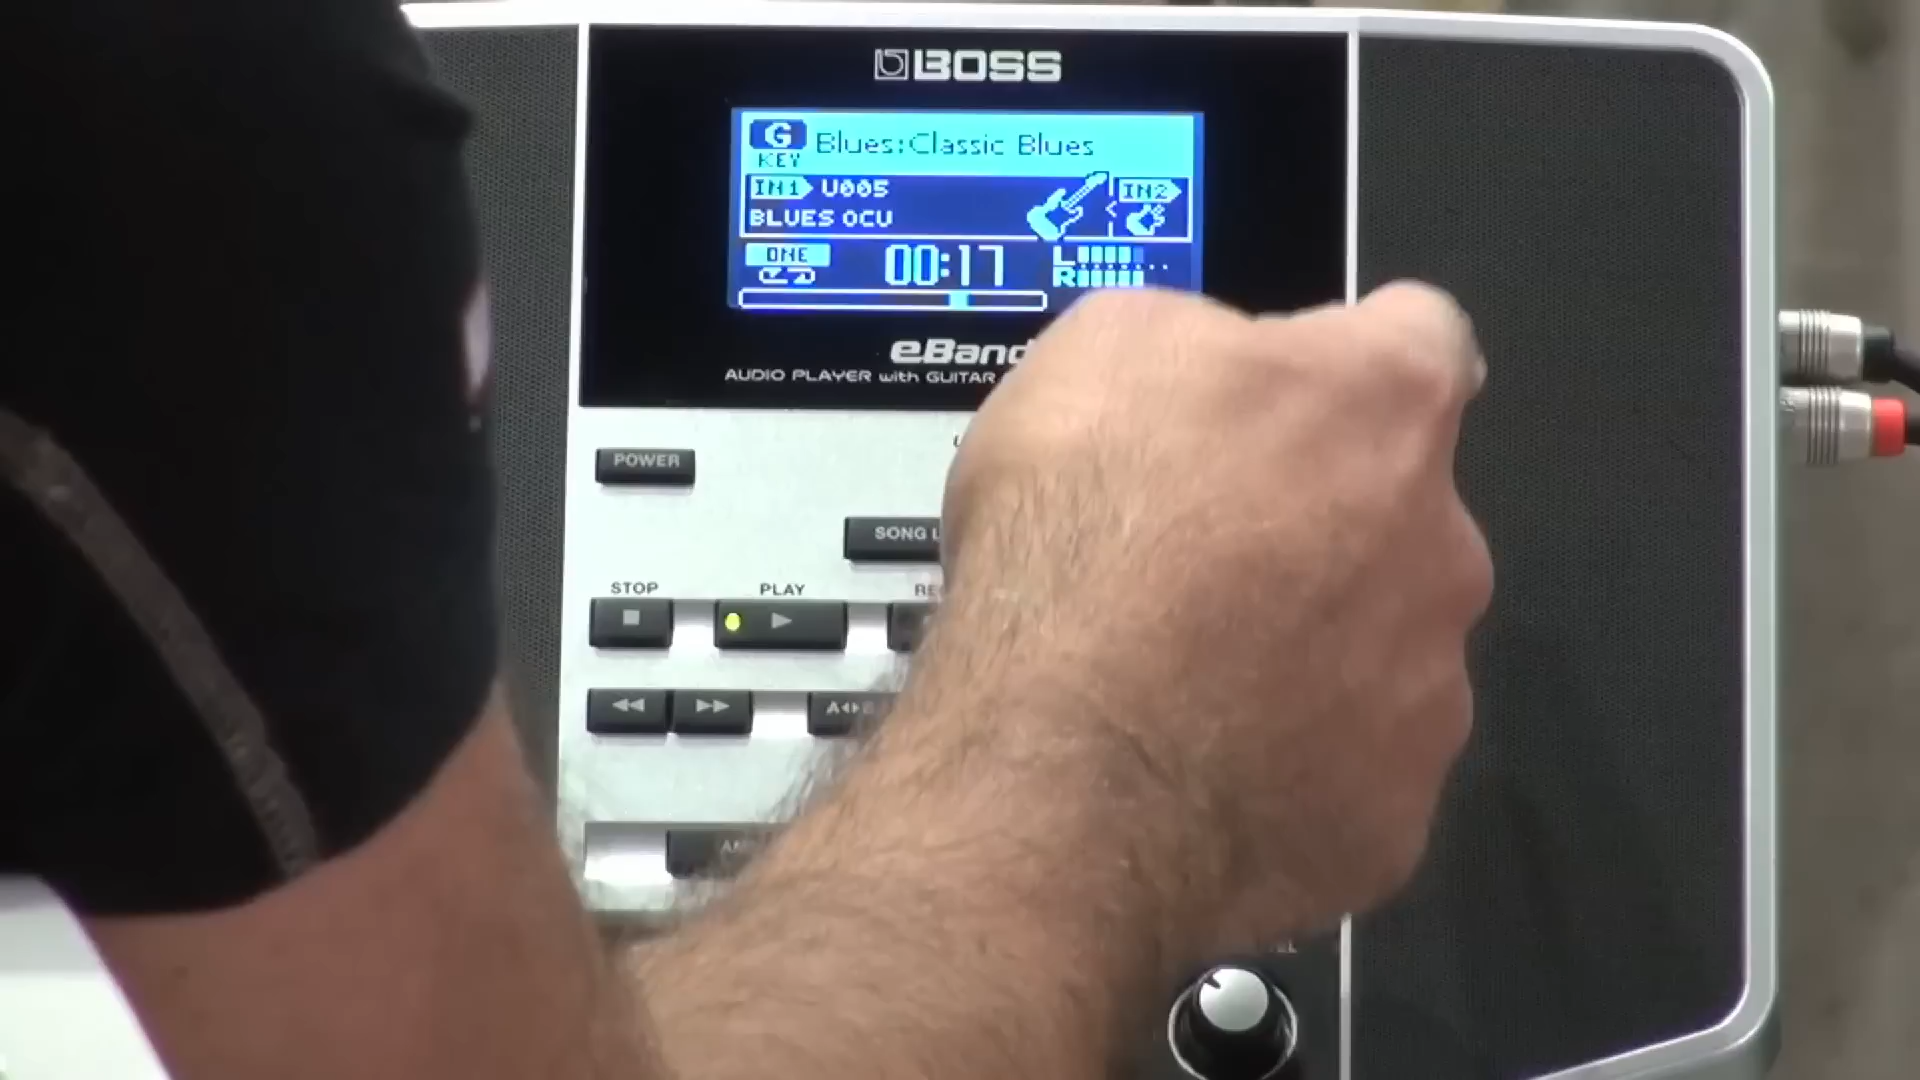 BOSS
G Blues:Classic Blues
KEY
IN1 U005
IN2
BLUES OCU
ONE 00:17 L
R
eBand
AUDIO PLAYER with GUITAR
POWER
SONG
STOP PLAY
A